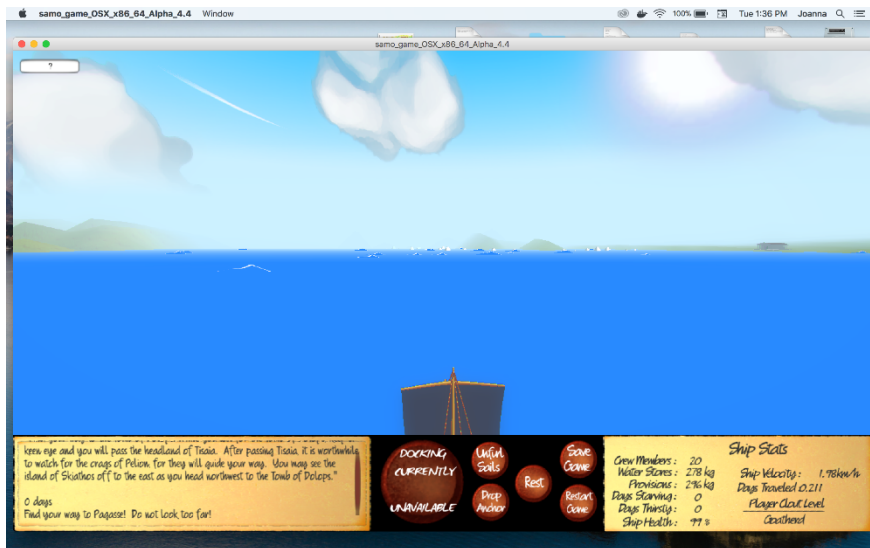 samo_game_OSX_x86_64_Alpha_4.4 Window 100% Tue 1:36 PM Joanna
samo_game_OSX_x86_64_Alpha_4.4
?
keen eye and you will pass the headland of Tisaia. After passing Tisaia, it is worthwhile
to watch for the crags of Pelion, for they will guide your way. You may see the
island of Skiathos off to the east as you head northwest to the Tomb of Dolops."
0 days
Find your way to Pagasse! Do not look too far!
DOCKING
CURRENTLY
UNAVAILABLE
Unfurl
Sails
Drop
Anchor
Rest
Save
Game
Restart
Game
Ship Stats
Crew Members: 20
Water Stores: 278 kg
Provisions: 296 kg
Days Starving: 0
Days Thirsty: 0
Ship Health: 99 %
Ship Velocity: 1.98km/h
Days Traveled: 0.211
Player Clout Level
Goatherd